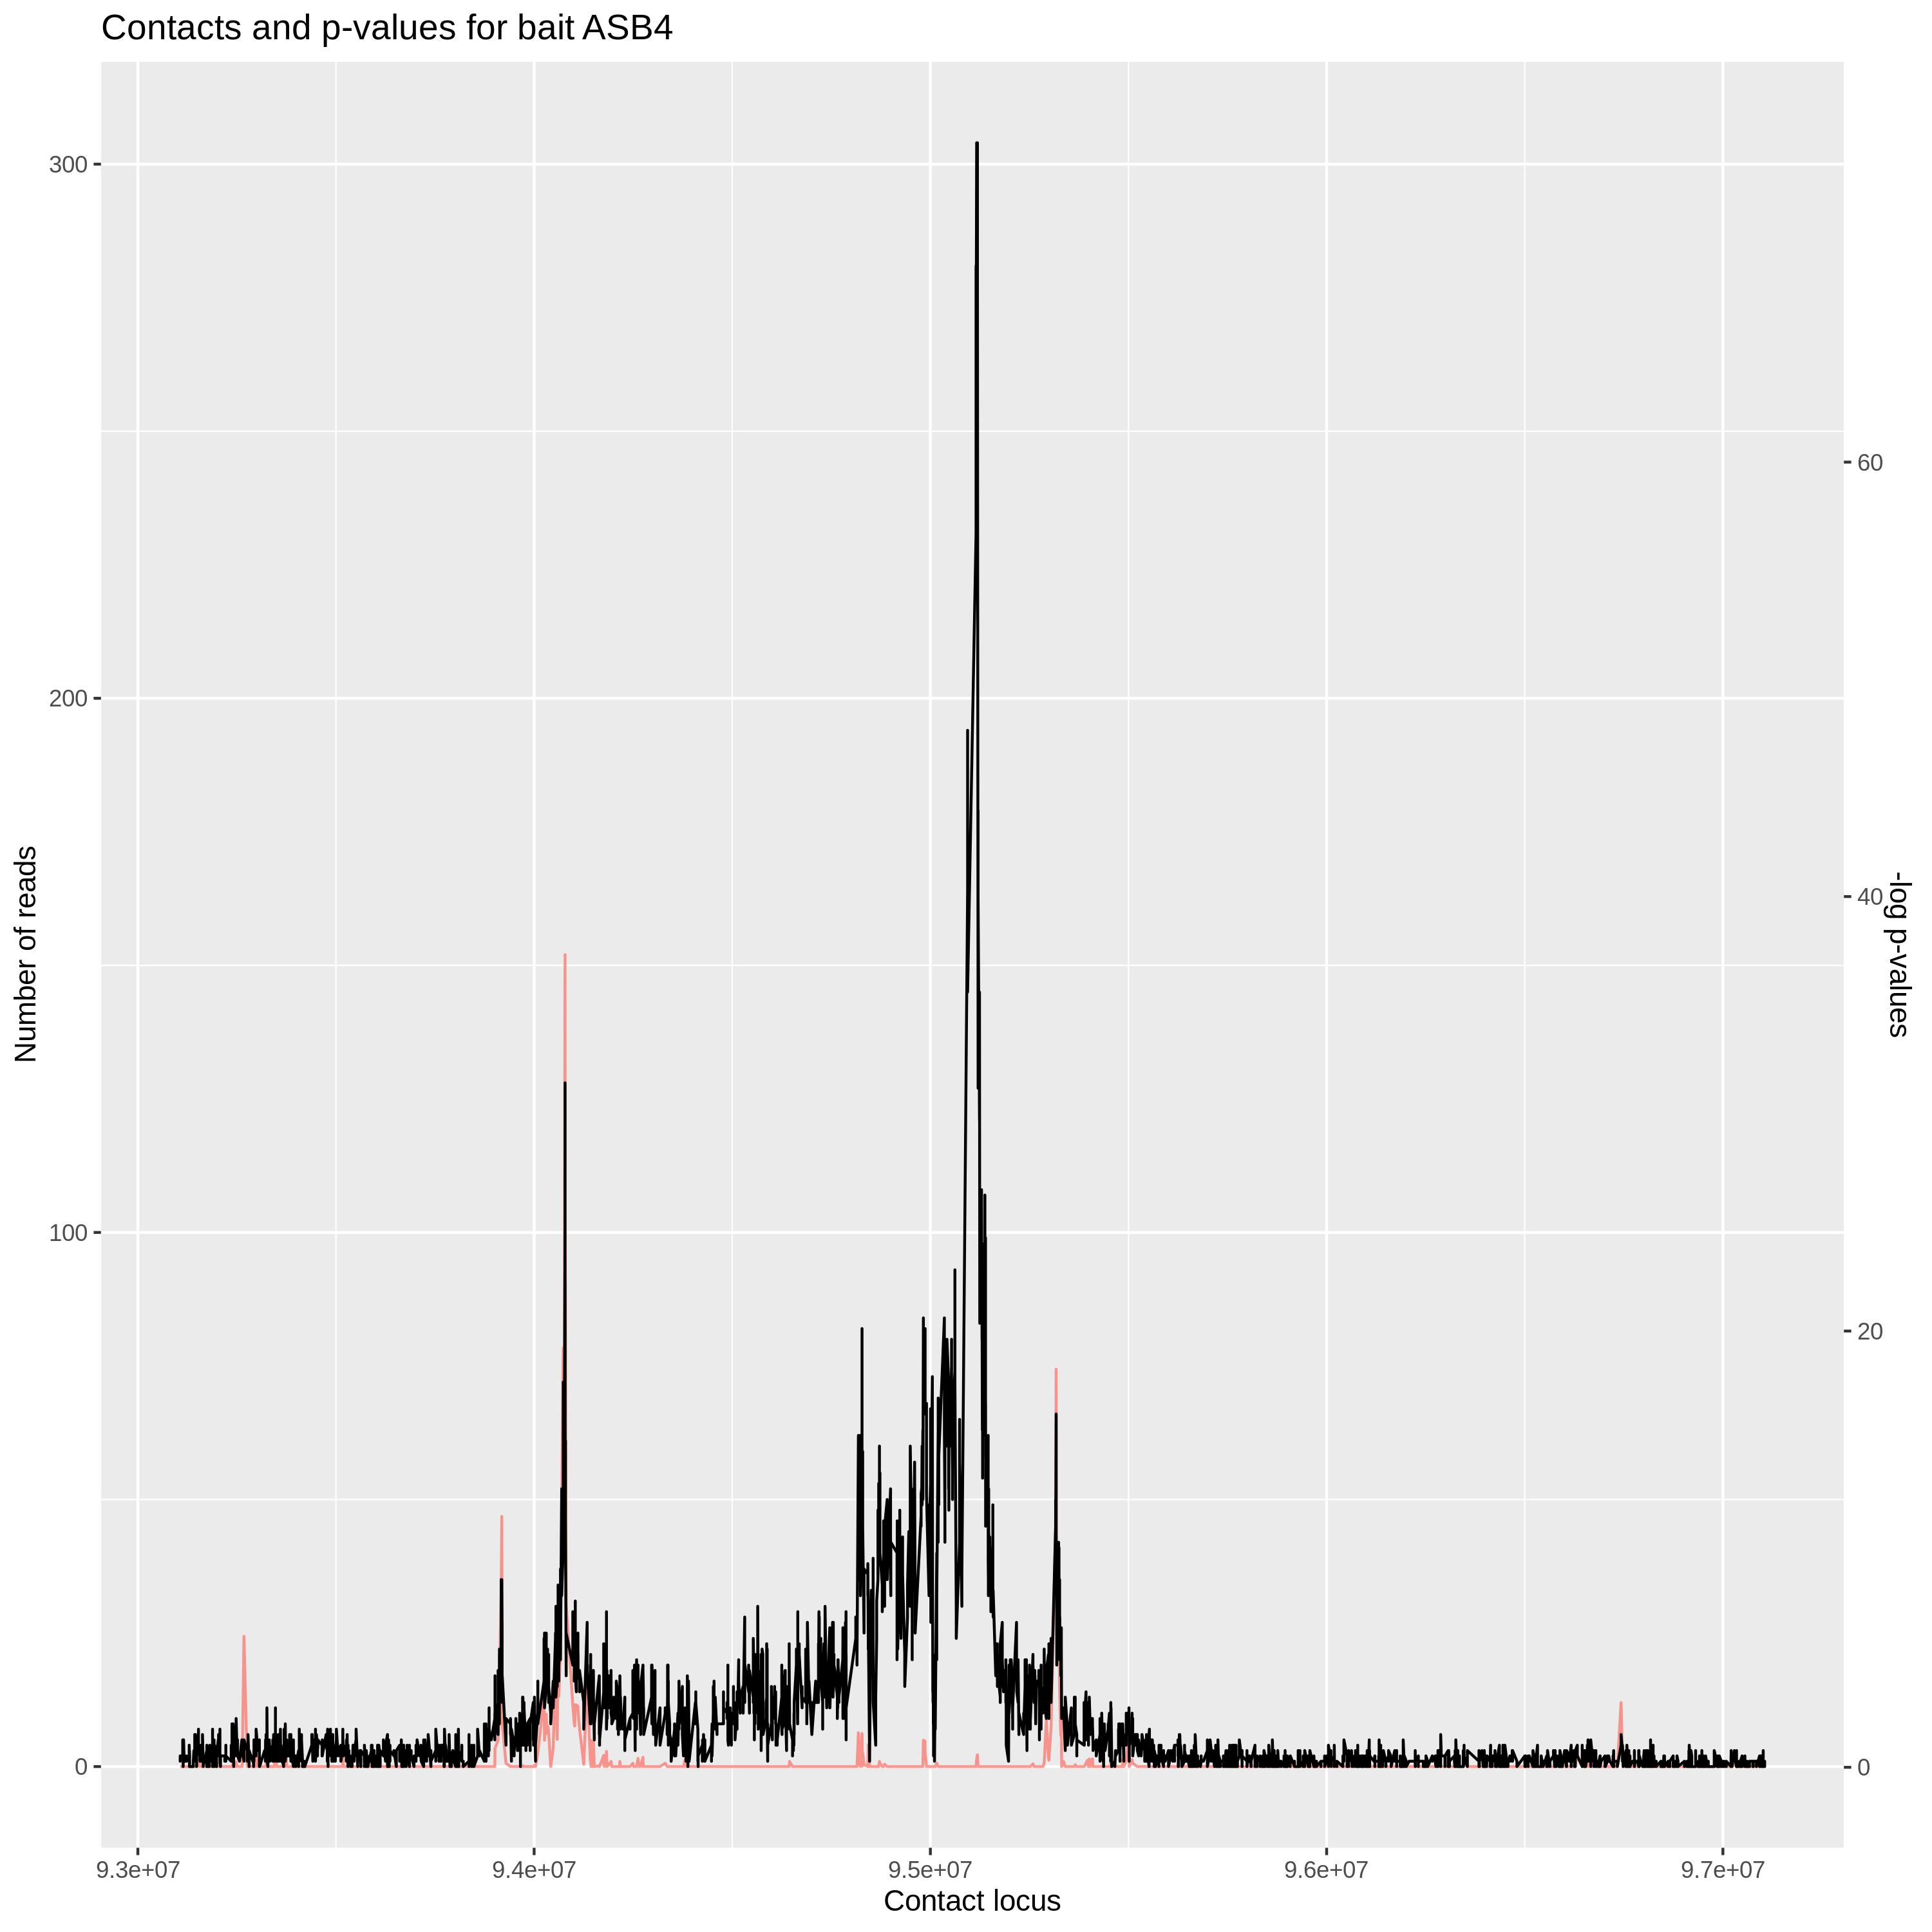 Contacts and p-values for bait ASB4
300
200
100
0
Number of reads
60
40
20
0
-log p-values
9.3e+07 9.4e+07 9.5e+07 9.6e+07 9.7e+07
Contact locus